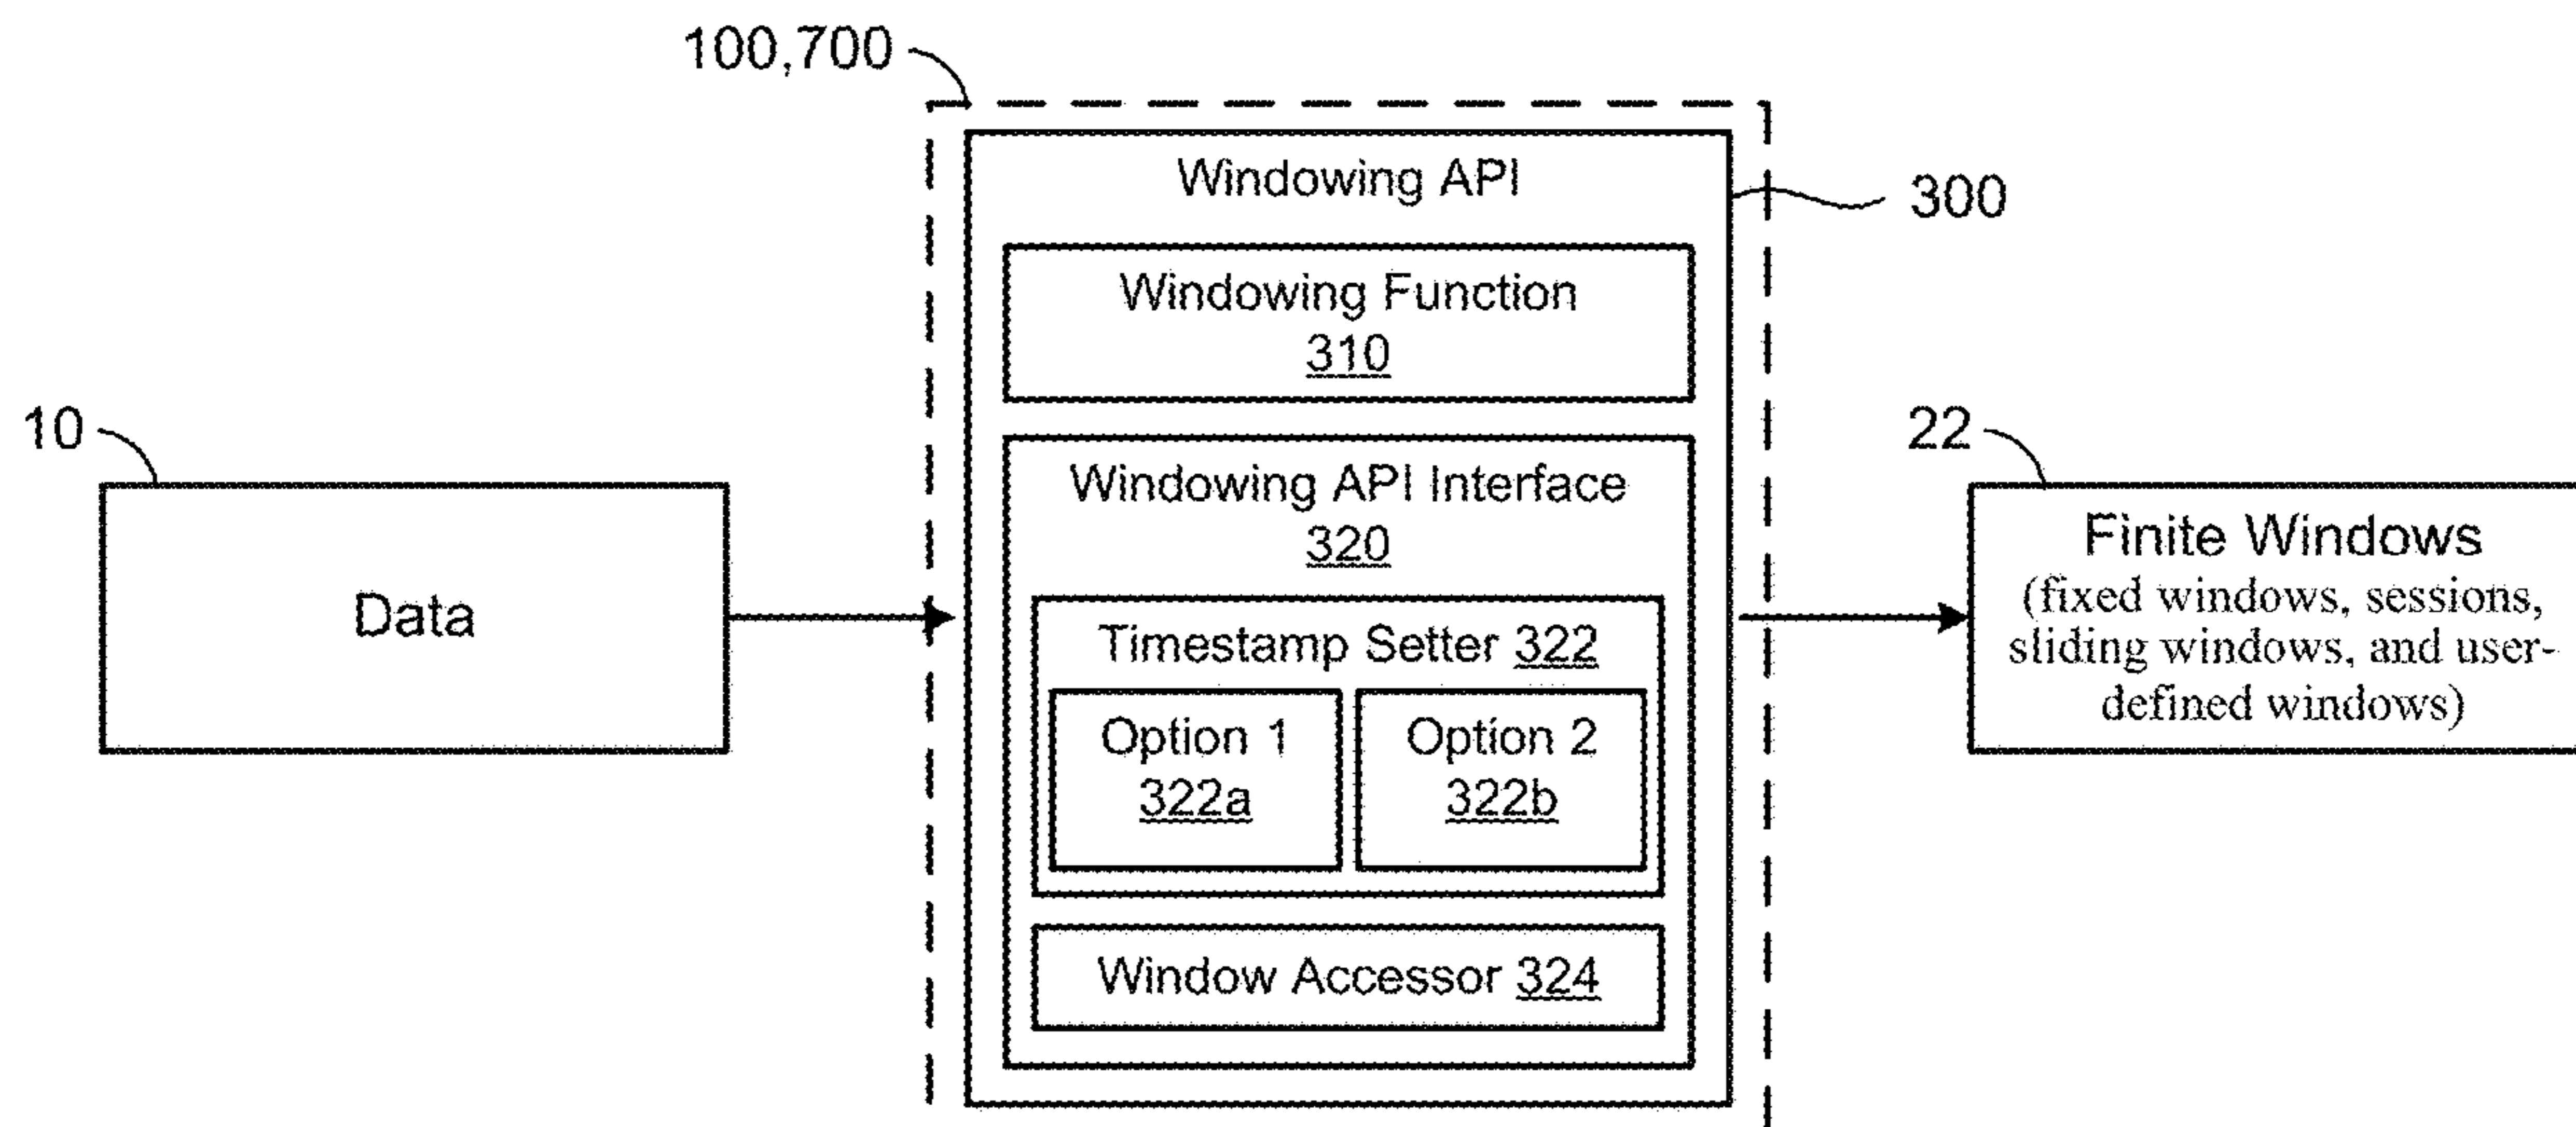 100,700
Windowing API
300
Windowing Function
310
10
22
Windowing API Interface
320
Data
Finite Windows
(fixed windows, sessions,
sliding windows, and user-
defined windows)
Timestamp Setter 322
Option 1
322a
Option 2
322b
Window Accessor 324